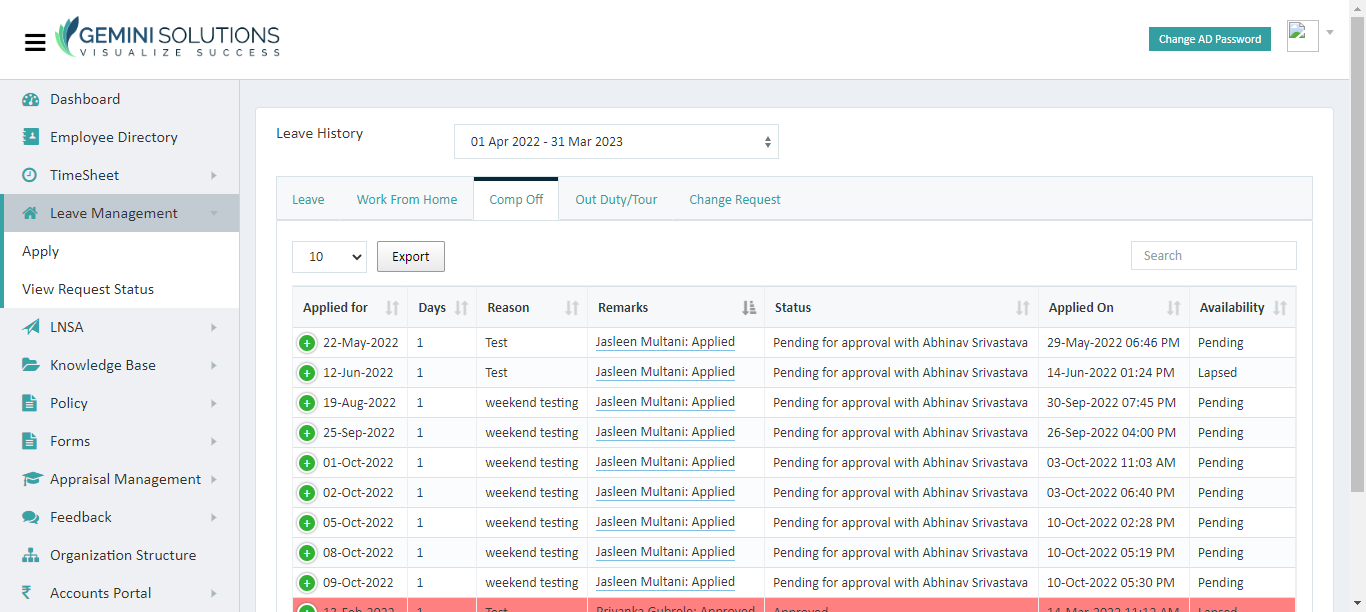 GEMINI SOLUTIONS
VISUALIZE SUCCESS
Change AD Password
Dashboard
Employee Directory
TimeSheet
Leave Management
Apply
View Request Status
LNSA
Knowledge Base
Policy
Forms
Appraisal Management
Feedback
Organization Structure
₹ Accounts Portal
Leave History
01 Apr 2022 - 31 Mar 2023
Leave Work From Home Comp Off Out Duty/Tour Change Request
10 Export Search
Applied for Days Reason Remarks Status Applied On Availability
22-May-2022 1 Test Jasleen Multani: Applied Pending for approval with Abhinav Srivastava 29-May-2022 06:46 PM Pending
12-Jun-2022 1 Test Jasleen Multani: Applied Pending for approval with Abhinav Srivastava 14-Jun-2022 01:24 PM Lapsed
19-Aug-2022 1 weekend testing Jasleen Multani: Applied Pending for approval with Abhinav Srivastava 30-Sep-2022 07:45 PM Pending
25-Sep-2022 1 weekend testing Jasleen Multani: Applied Pending for approval with Abhinav Srivastava 26-Sep-2022 04:00 PM Pending
01-Oct-2022 1 weekend testing Jasleen Multani: Applied Pending for approval with Abhinav Srivastava 03-Oct-2022 11:03 AM Pending
02-Oct-2022 1 weekend testing Jasleen Multani: Applied Pending for approval with Abhinav Srivastava 03-Oct-2022 06:40 PM Pending
05-Oct-2022 1 weekend testing Jasleen Multani: Applied Pending for approval with Abhinav Srivastava 10-Oct-2022 02:28 PM Pending
08-Oct-2022 1 weekend testing Jasleen Multani: Applied Pending for approval with Abhinav Srivastava 10-Oct-2022 05:19 PM Pending
09-Oct-2022 1 weekend testing Jasleen Multani: Applied Pending for approval with Abhinav Srivastava 10-Oct-2022 05:30 PM Pending
1 Test Approved Lapsed